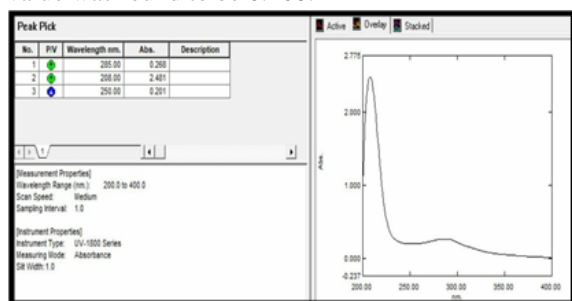 Peak Pick
No. P/V Wavelength nm. Abs. Description
1 285.00 0.268
2 208.00 2.481
3 250.00 0.201
1
[Measurement Properties]
Wavelength Range (nm.): 200.0 to 400.0
Scan Speed: Medium
Sampling Interval: 1.0
[Instrument Properties]
Instrument Type: UV-1800 Series
Measuring Mode: Absorbance
Slit Width: 1.0
Active Overlay Stacked
2.775
2.000
Abs.
1.000
0.000
-0.237
200.00 250.00 300.00 350.00 400.00
nm.